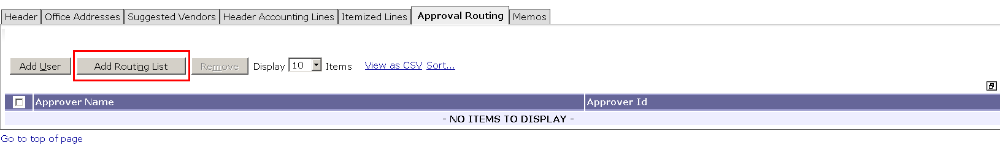 Header Office Addresses Suggested Vendors Header Accounting Lines Itemized Lines Approval Routing Memos
Add User Add Routing List Remove Display 10 Items View as CSV Sort...
Approver Name Approver Id
- NO ITEMS TO DISPLAY -
Go to top of page